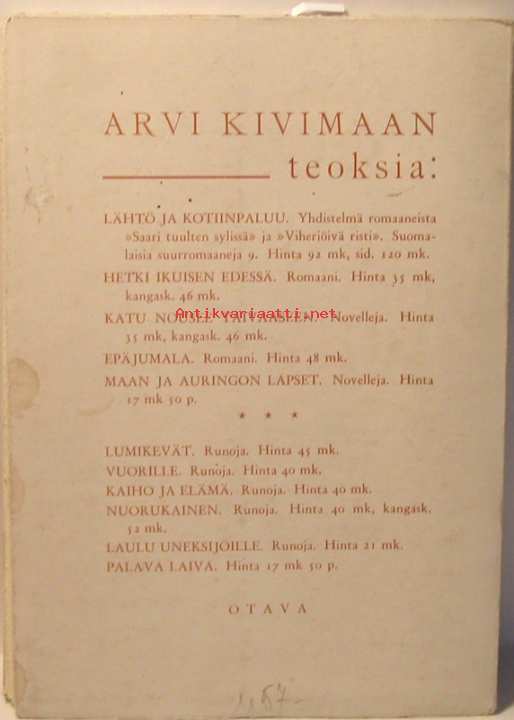 ARVI KIVIMAAN
teoksia:
LÄHTÖ JA KOTIINPALUU. Yhdistelmä romaaneista
»Saari tuulten sylissä» ja »Viheriöivä risti». Suoma-
laisia suurromaaneja 9. Hinta 92 mk, sid. 120 mk.
HETKI IKUISEN EDESSÄ. Romaani. Hinta 35 mk,
kangask. 46 mk.
Antikvariaatti.net
KATU NOUSEE TAIVAASEEN. Novelleja. Hinta
35 mk, kangask. 46 mk.
EPÄJUMALA. Romaani. Hinta 48 mk.
MAAN JA AURINGON LAPSET. Novelleja. Hinta
17 mk 50 p.
* * *
LUMIKEVÄT. Runoja. Hinta 45 mk.
VUORILLE. Runoja. Hinta 40 mk.
KAIHO JA ELÄMÄ. Runoja. Hinta 40 mk.
NUORUKAINEN. Runoja. Hinta 40 mk, kangask.
52 mk.
LAULU UNEKSIJOILLE. Runoja. Hinta 21 mk.
PALAVA LAIVA. Hinta 17 mk 50 p.
OTAVA